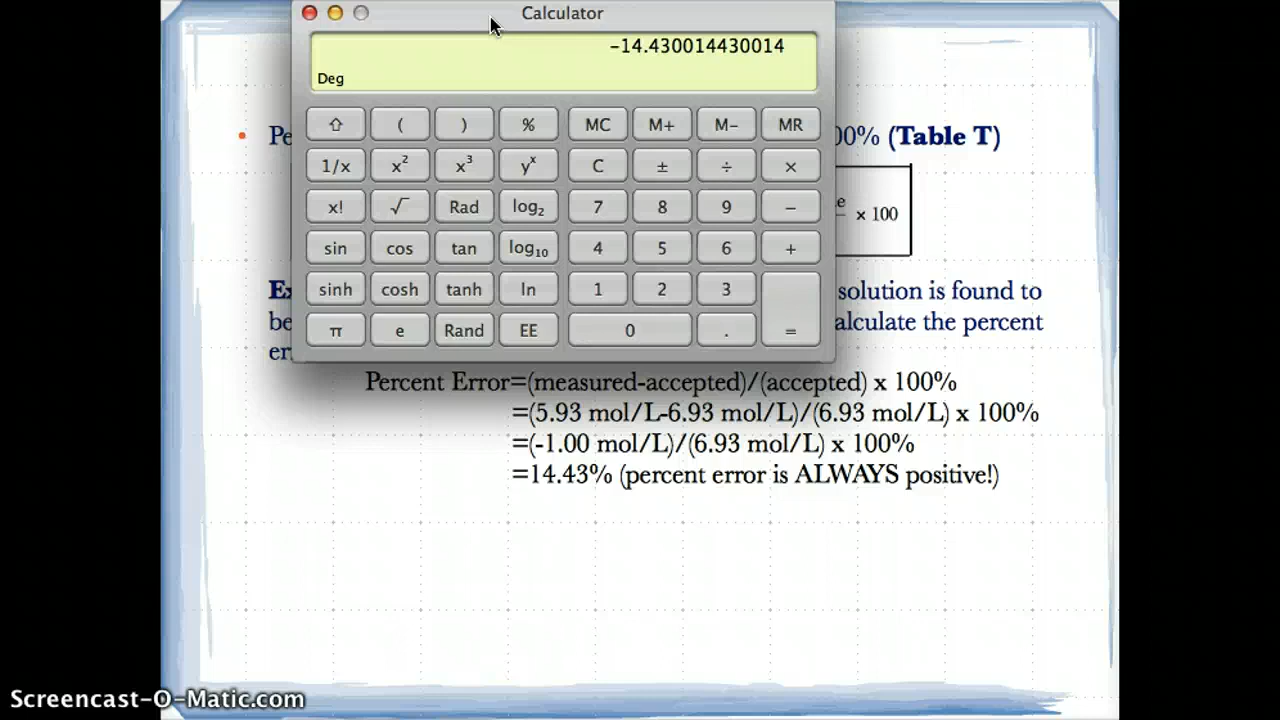 Calculator
-14.430014430014
Deg
⇧ ( ) % MC M+ M- MR
1/x x² x³ yˣ C ± ÷ ×
x! √ Rad log₂ 7 8 9 −
sin cos tan log₁₀ 4 5 6 +
sinh cosh tanh ln 1 2 3
π e Rand EE 0 . =
Pe 00% (Table T)
e
x 100
Ex solution is found to
be alculate the percent
er
Percent Error=(measured-accepted)/(accepted) x 100%
=(5.93 mol/L-6.93 mol/L)/(6.93 mol/L) x 100%
=(-1.00 mol/L)/(6.93 mol/L) x 100%
=14.43% (percent error is ALWAYS positive!)
Screencast-O-Matic.com